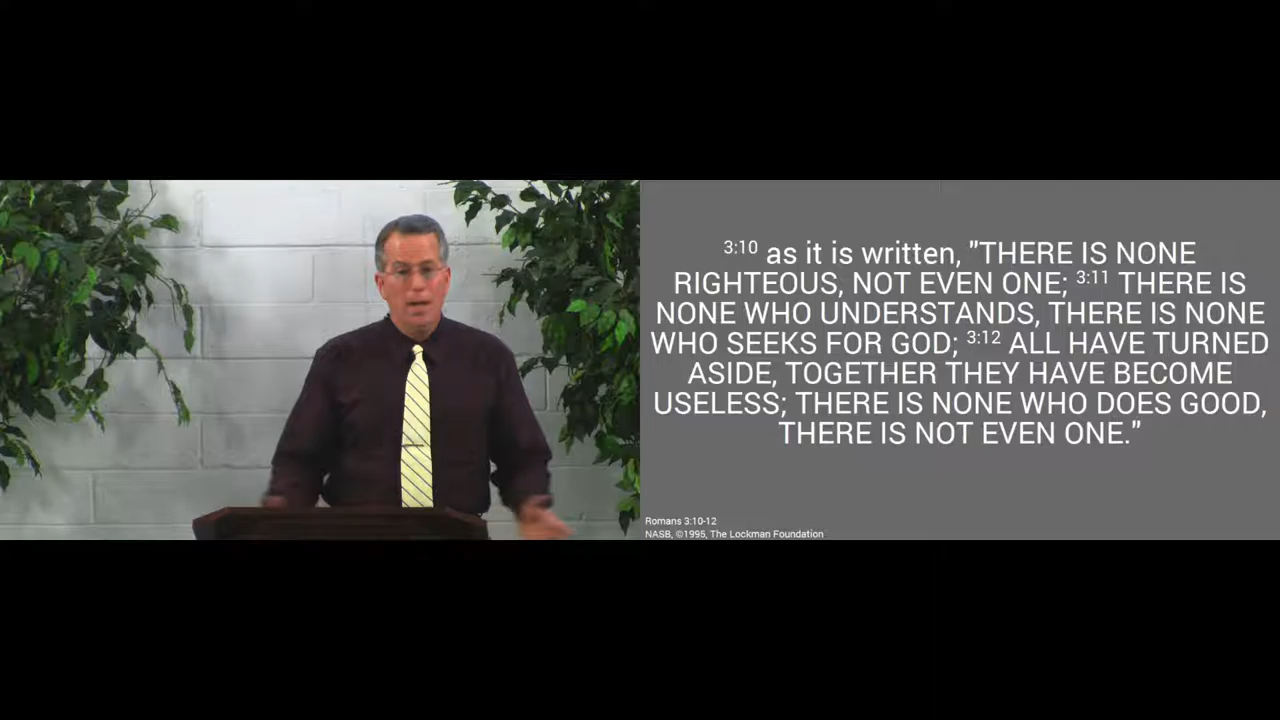 3:10 as it is written, "THERE IS NONE
RIGHTEOUS, NOT EVEN ONE; 3:11 THERE IS
NONE WHO UNDERSTANDS, THERE IS NONE
WHO SEEKS FOR GOD; 3:12 ALL HAVE TURNED
ASIDE, TOGETHER THEY HAVE BECOME
USELESS; THERE IS NONE WHO DOES GOOD,
THERE IS NOT EVEN ONE."
Romans 3:10-12
NASB, ©1995, The Lockman Foundation